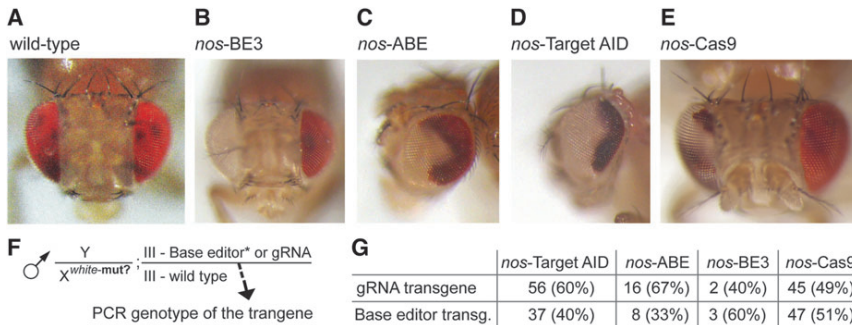 A B C D E
wild-type nos-BE3 nos-ABE nos-Target AID nos-Cas9
F ♂ Y / X^white-mut? ; III - Base editor* or gRNA / III - wild type
PCR genotype of the trangene
G
nos-Target AID nos-ABE nos-BE3 nos-Cas9
gRNA transgene 56 (60%) 16 (67%) 2 (40%) 45 (49%)
Base editor transg. 37 (40%) 8 (33%) 3 (60%) 47 (51%)